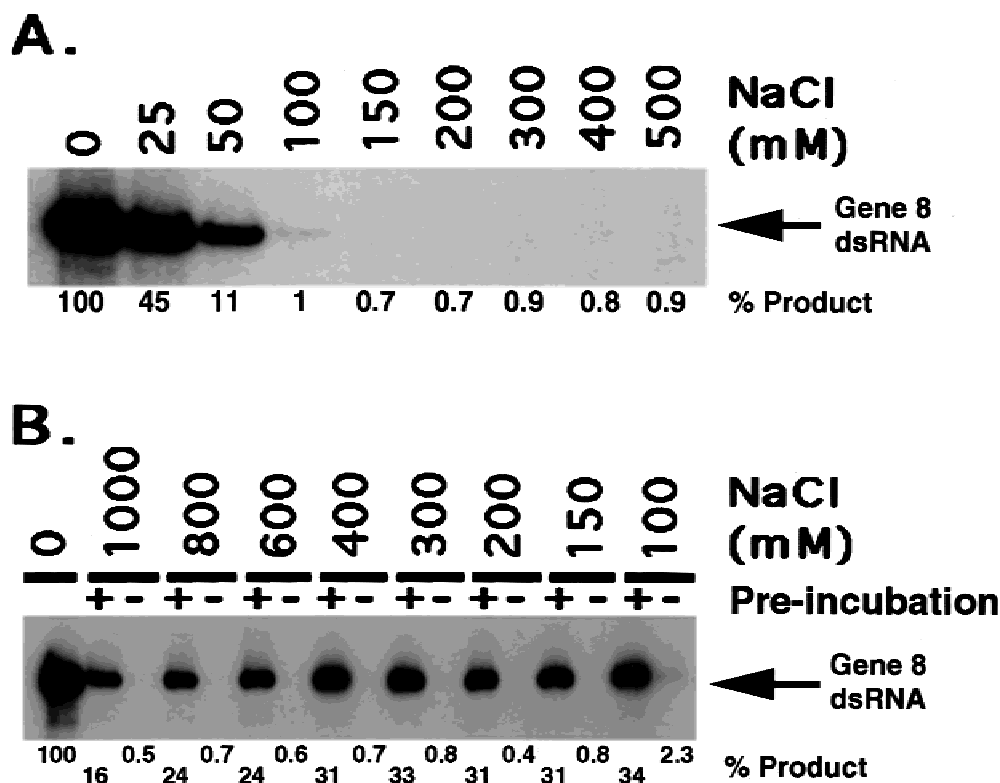 A.
0 25 50 100 150 200 300 400 500 NaCl
(mM)
Gene 8
dsRNA
100 45 11 1 0.7 0.7 0.9 0.8 0.9 % Product
B.
0 1000 800 600 400 300 200 150 100 NaCl
(mM)
+ - + - + - + - + - + - + - + - Pre-incubation
Gene 8
dsRNA
100 0.5 0.7 0.6 0.7 0.8 0.4 0.8 2.3
16 24 24 31 33 31 31 34 % Product